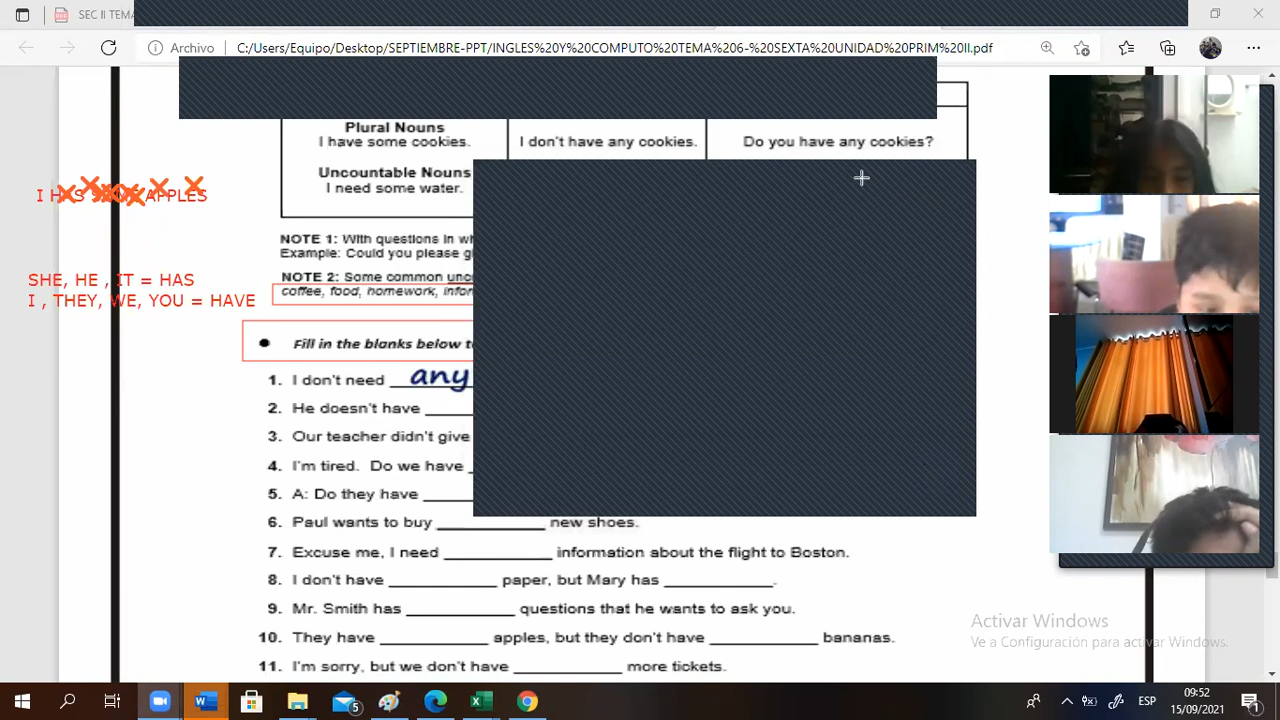 SEC II TEMA
Archivo C:/Users/Equipo/Desktop/SEPTIEMBRE-PPT/INGLES%20Y%20COMPUTO%20TEMA%206-%20SEXTA%20UNIDAD%20PRIM%20II.pdf
Plural Nouns
I have some cookies. I don't have any cookies. Do you have any cookies?
Uncountable Nouns
I need some water.
I HAS SOME APPLES
NOTE 1: With questions in
Example: Could you please
SHE, HE , IT = HAS
I , THEY, WE, YOU = HAVE
NOTE 2: Some common
coffee, food, homework,
Fill in the blanks below
1. I don't need any
2. He doesn't have
3. Our teacher didn't give
4. I'm tired. Do we have
5. A: Do they have
6. Paul wants to buy ____________ new shoes.
7. Excuse me, I need ____________ information about the flight to Boston.
8. I don't have ____________ paper, but Mary has ____________.
9. Mr. Smith has ____________ questions that he wants to ask you.
10. They have ____________ apples, but they don't have ____________ bananas.
11. I'm sorry, but we don't have ____________ more tickets.
Activar Windows
Ve a Configuración para activar Windows.
5
ESP
09:52
15/09/2021
1